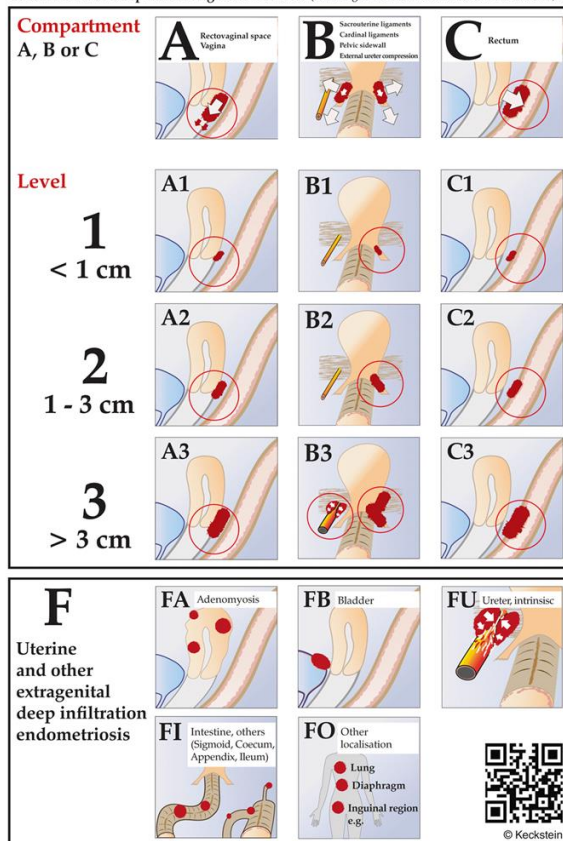 Compartment
A, B or C
A
Rectovaginal space
Vagina
B
Sacrouterine ligaments
Cardinal ligaments
Pelvic sidewall
External ureter compression
C
Rectum
Level
1
< 1 cm
A1
B1
C1
2
1 - 3 cm
A2
B2
C2
3
> 3 cm
A3
B3
C3
F
Uterine
and other
extragenital
deep infiltration
endometriosis
FA
Adenomyosis
FB
Bladder
FU
Ureter, intrinsisc
FI
Intestine, others
(Sigmoid, Coecum,
Appendix, Ileum)
FO
Other
localisation
Lung
Diaphragm
Inguinal region
e.g.
© Keckstein